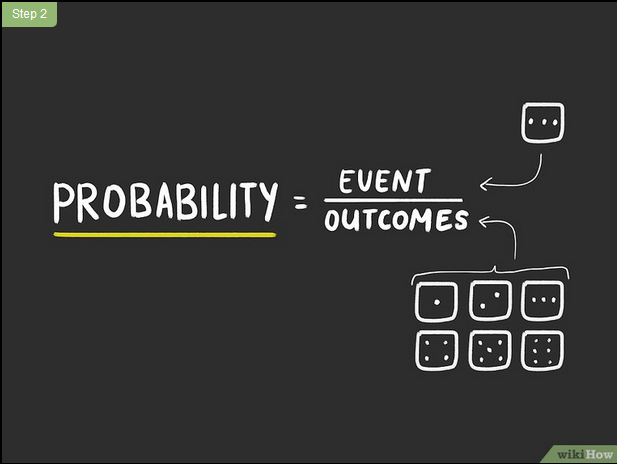 Step 2
PROBABILITY = EVENT
OUTCOMES
wikiHow